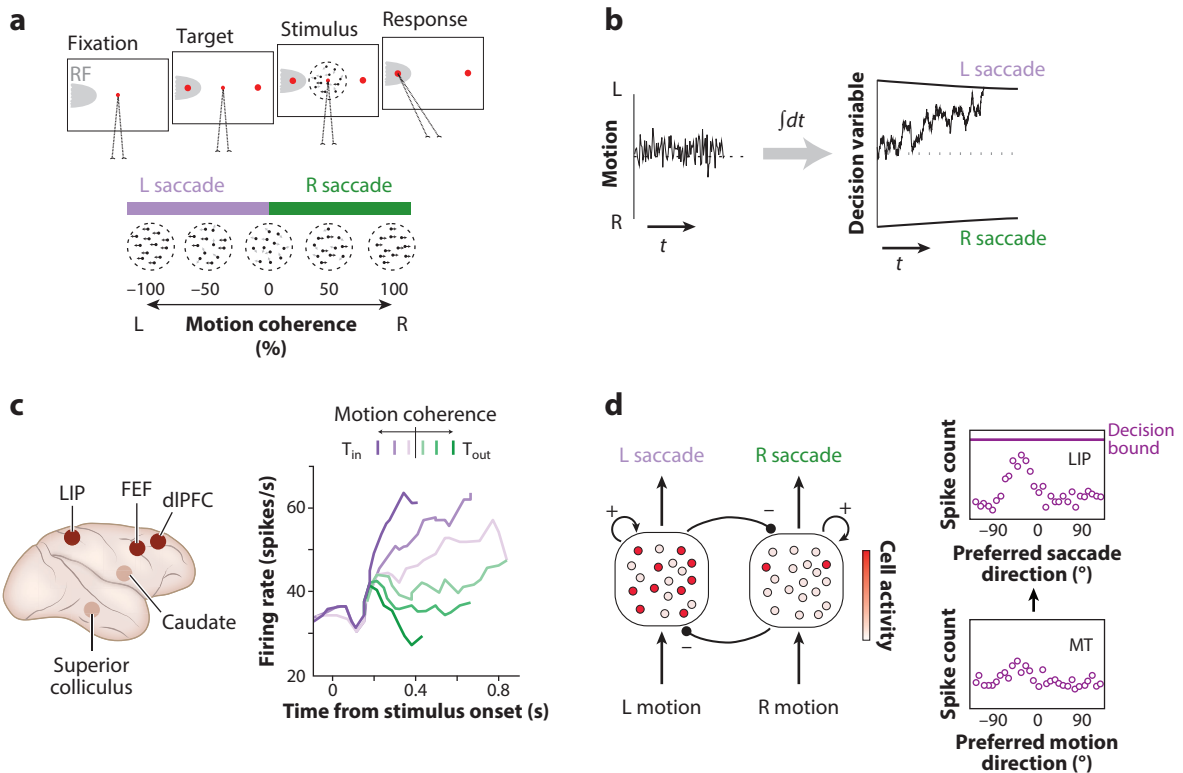 a
Fixation
Target
Stimulus
Response
RF
L saccade
R saccade
–100
–50
0
50
100
L
Motion coherence
(%)
R
b
L
Motion
R
t
∫dt
Decision variable
L saccade
R saccade
t
c
LIP
FEF
dlPFC
Caudate
Superior
colliculus
Motion coherence
Tin
Tout
Firing rate (spikes/s)
60
40
20
0
0.4
0.8
Time from stimulus onset (s)
d
L saccade
R saccade
+
–
–
+
L motion
R motion
Cell activity
Spike count
LIP
Decision
bound
–90
0
90
Preferred saccade
direction (°)
Spike count
MT
–90
0
90
Preferred motion
direction (°)